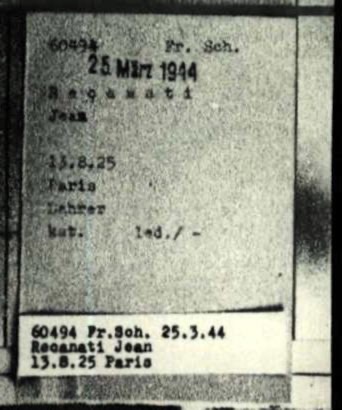 60494 Fr. Sch.
25. März 1944
R e c a n a t i
Jean
13.8.25
Paris
Lehrer
kat. led./ -
60494 Fr.Sch. 25.3.44
Recanati Jean
13.8.25 Paris